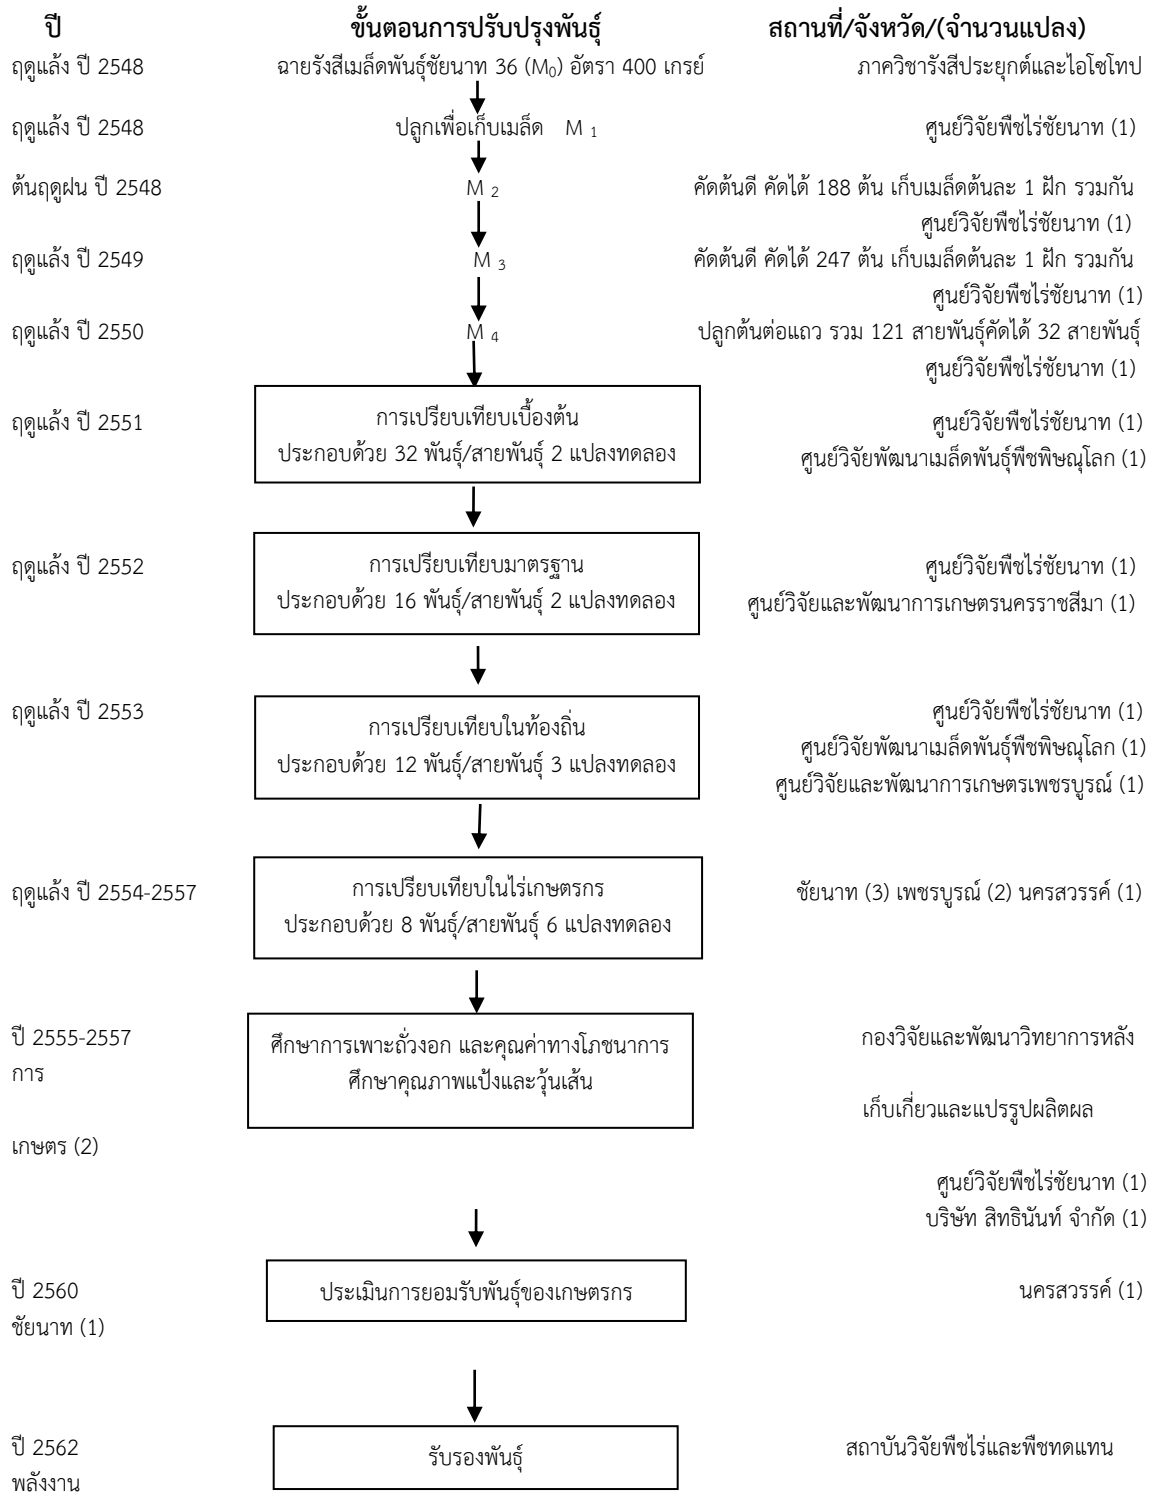 ปี ขั้นตอนการปรับปรุงพันธุ์ สถานที่/จังหวัด/(จำนวนแปลง)
ฤดูแล้ง ปี 2548 ฉายรังสีเมล็ดพันธุ์ชัยนาท 36 (M0) อัตรา 400 เกรย์ ภาควิชารังสีประยุกต์และไอโซโทป
ฤดูแล้ง ปี 2548 ปลูกเพื่อเก็บเมล็ด M 1 ศูนย์วิจัยพืชไร่ชัยนาท (1)
ต้นฤดูฝน ปี 2548 M 2 คัดต้นดี คัดได้ 188 ต้น เก็บเมล็ดต้นละ 1 ฝัก รวมกัน
ศูนย์วิจัยพืชไร่ชัยนาท (1)
ฤดูแล้ง ปี 2549 M 3 คัดต้นดี คัดได้ 247 ต้น เก็บเมล็ดต้นละ 1 ฝัก รวมกัน
ศูนย์วิจัยพืชไร่ชัยนาท (1)
ฤดูแล้ง ปี 2550 M 4 ปลูกต้นต่อแถว รวม 121 สายพันธุ์คัดได้ 32 สายพันธุ์
ศูนย์วิจัยพืชไร่ชัยนาท (1)
ฤดูแล้ง ปี 2551 การเปรียบเทียบเบื้องต้น ศูนย์วิจัยพืชไร่ชัยนาท (1)
ประกอบด้วย 32 พันธุ์/สายพันธุ์ 2 แปลงทดลอง ศูนย์วิจัยพัฒนาเมล็ดพันธุ์พืชพิษณุโลก (1)
ฤดูแล้ง ปี 2552 การเปรียบเทียบมาตรฐาน ศูนย์วิจัยพืชไร่ชัยนาท (1)
ประกอบด้วย 16 พันธุ์/สายพันธุ์ 2 แปลงทดลอง ศูนย์วิจัยและพัฒนาการเกษตรนครราชสีมา (1)
ฤดูแล้ง ปี 2553 การเปรียบเทียบในท้องถิ่น ศูนย์วิจัยพืชไร่ชัยนาท (1)
ประกอบด้วย 12 พันธุ์/สายพันธุ์ 3 แปลงทดลอง ศูนย์วิจัยพัฒนาเมล็ดพันธุ์พืชพิษณุโลก (1)
ศูนย์วิจัยและพัฒนาการเกษตรเพชรบูรณ์ (1)
ฤดูแล้ง ปี 2554-2557 การเปรียบเทียบในไร่เกษตรกร ชัยนาท (3) เพชรบูรณ์ (2) นครสวรรค์ (1)
ประกอบด้วย 8 พันธุ์/สายพันธุ์ 6 แปลงทดลอง
ปี 2555-2557 ศึกษาการเพาะถั่วงอก และคุณค่าทางโภชนาการ กองวิจัยและพัฒนาวิทยาการหลัง
การ ศึกษาคุณภาพแป้งและวุ้นเส้น
เก็บเกี่ยวและแปรรูปผลิตผล
เกษตร (2)
ศูนย์วิจัยพืชไร่ชัยนาท (1)
บริษัท สิทธินันท์ จำกัด (1)
ปี 2560 ประเมินการยอมรับพันธุ์ของเกษตรกร นครสวรรค์ (1)
ชัยนาท (1)
ปี 2562 รับรองพันธุ์ สถาบันวิจัยพืชไร่และพืชทดแทน
พลังงาน